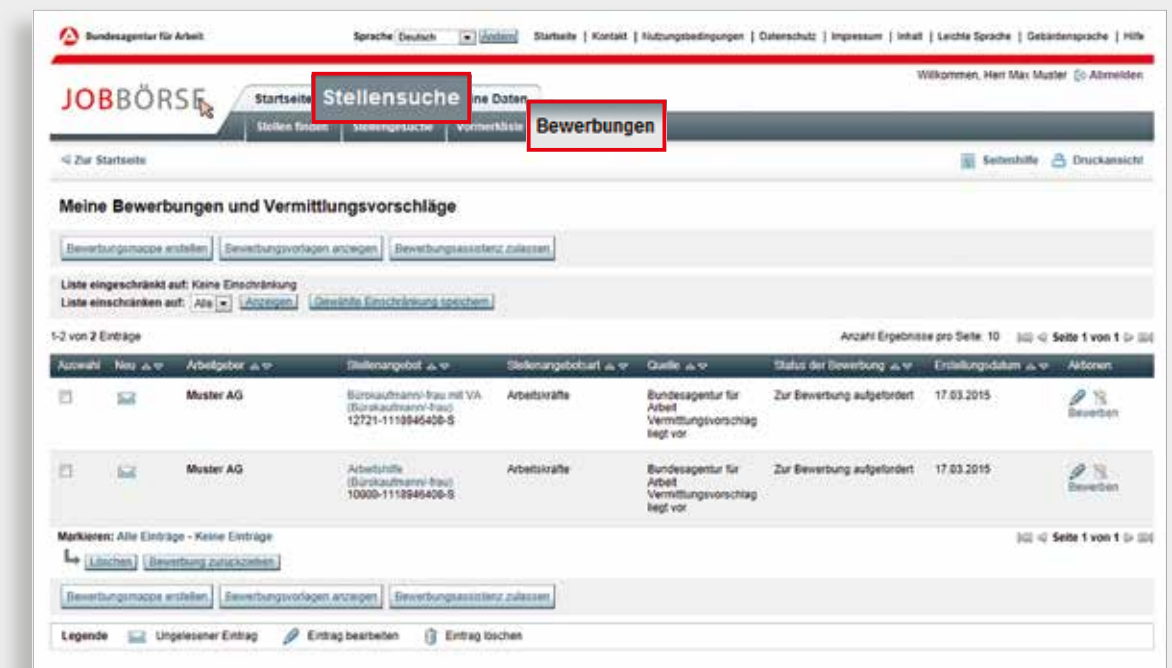 Bundesagentur für Arbeit Sprache Deutsch Ändern Startseite | Kontakt | Nutzungsbedingungen | Datenschutz | Impressum | Inhalt | Leichte Sprache | Gebärdensprache | Hilfe
Willkommen, Herr Max Muster Abmelden
JOBBÖRSE Startseite Stellensuche ne Daten
Stellen finden Stellengesuche Vormerkliste Bewerbungen
Zur Startseite Seitenhilfe Druckansicht
Meine Bewerbungen und Vermittlungsvorschläge
Bewerbungsmappe erstellen Bewerbungsvorlagen anzeigen Bewerbungsassistenz zulassen
Liste eingeschränkt auf: Keine Einschränkung
Liste einschränken auf: Alle Anzeigen Gewählte Einschränkung speichern
1-2 von 2 Einträge Anzahl Ergebnisse pro Seite: 10 Seite 1 von 1
Auswahl Neu Arbeitgeber Stellenangebot Stellenangebotsart Quelle Status der Bewerbung Erstellungsdatum Aktionen
Muster AG Bürokaufmann/-frau mit VA Arbeitskräfte Bundesagentur für Zur Bewerbung aufgefordert 17.03.2015
(Bürokaufmann/-frau) Arbeit Bewerben
12721-1118946408-S Vermittlungsvorschlag
liegt vor
Muster AG Arbeitshilfe Arbeitskräfte Bundesagentur für Zur Bewerbung aufgefordert 17.03.2015
(Bürokaufmann/-frau) Arbeit Bewerben
10000-1118946408-S Vermittlungsvorschlag
liegt vor
Markieren: Alle Einträge - Keine Einträge Seite 1 von 1
Löschen Bewerbung zurückziehen
Bewerbungsmappe erstellen Bewerbungsvorlagen anzeigen Bewerbungsassistenz zulassen
Legende Ungelesener Eintrag Eintrag bearbeiten Eintrag löschen